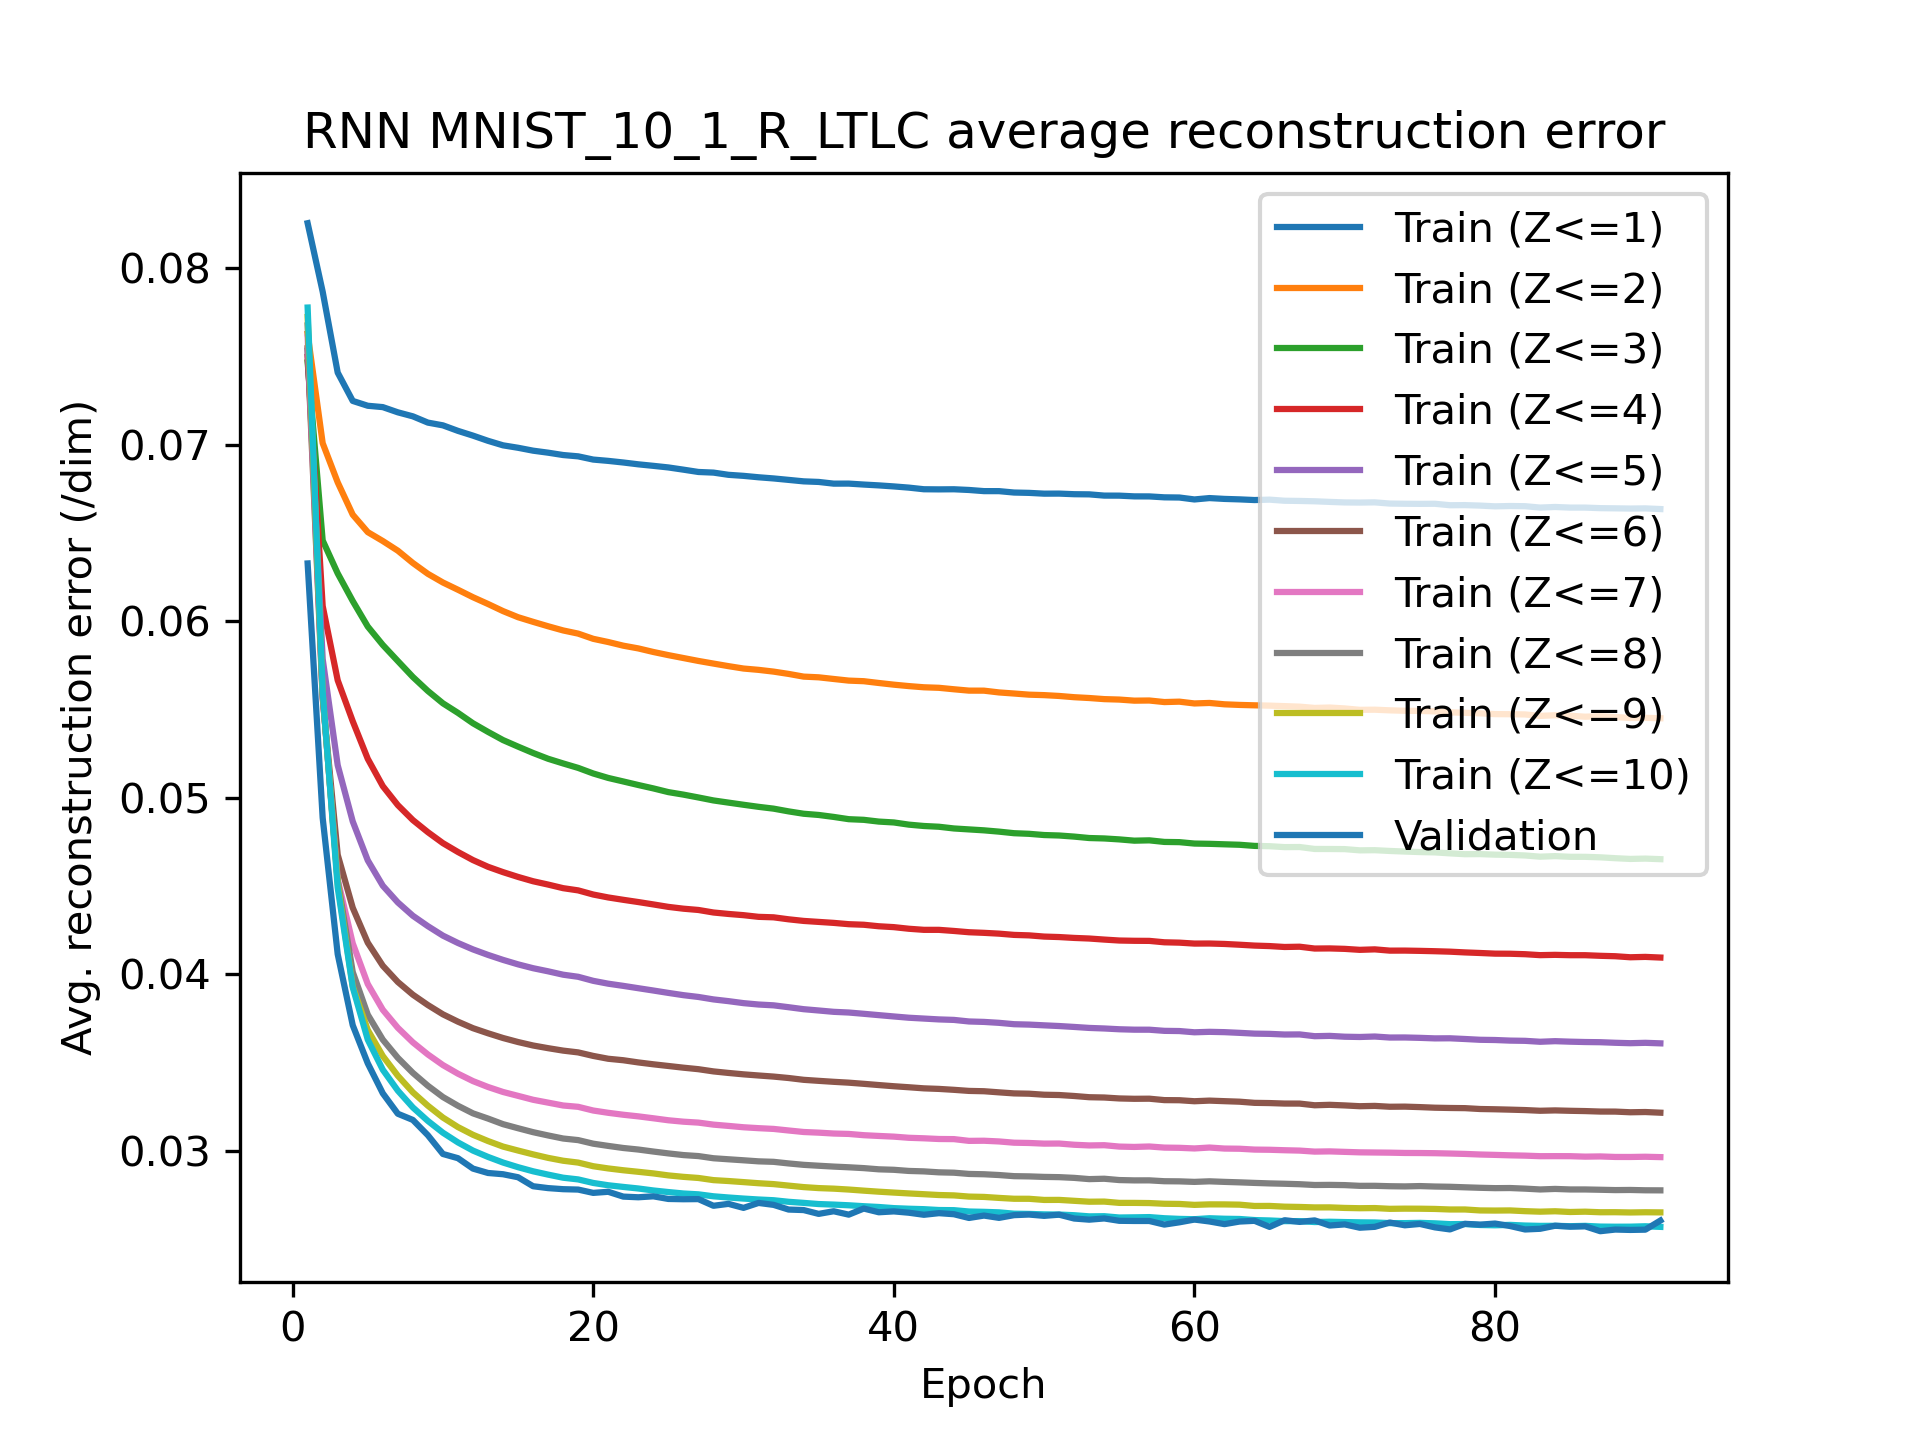 RNN MNIST_10_1_R_LTLC average reconstruction error
Avg. reconstruction error (/dim)
0.08
0.07
0.06
0.05
0.04
0.03
Train (Z<=1)
Train (Z<=2)
Train (Z<=3)
Train (Z<=4)
Train (Z<=5)
Train (Z<=6)
Train (Z<=7)
Train (Z<=8)
Train (Z<=9)
Train (Z<=10)
Validation
0 20 40 60 80
Epoch